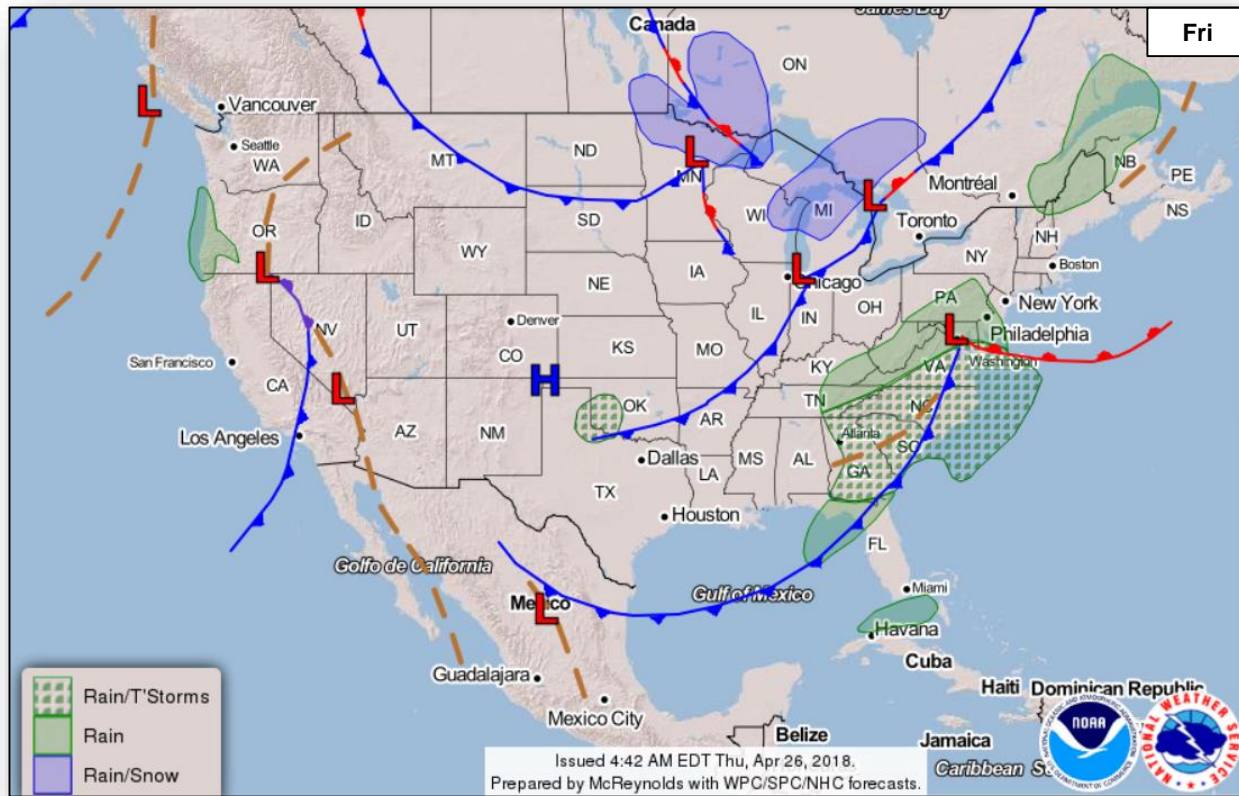 Canada
James Bay
Fri
ON
Vancouver
Seattle
WA
MT
ND
MN
NB
PE
Montréal
NS
OR
ID
SD
WI
MI
Toronto
NH
WY
NY
Boston
IA
Chicago
NE
PA
New York
NV
UT
Denver
IL
IN
OH
Philadelphia
San Francisco
CO
KS
MO
KY
VA
Washington
CA
TN
NC
OK
Los Angeles
AZ
NM
AR
Atlanta
SC
Dallas
MS
AL
GA
LA
TX
Houston
FL
Golfo de California
Gulf of Mexico
Miami
Mexico
Havana
Cuba
Guadalajara
Haiti
Dominican Republic
Mexico City
Belize
Jamaica
Caribbean
L
L
L
L
L
L
L
L
H
Rain/T'Storms
Rain
Rain/Snow
Issued 4:42 AM EDT Thu, Apr 26, 2018.
Prepared by McReynolds with WPC/SPC/NHC forecasts.
NOAA
NATIONAL WEATHER SERVICE